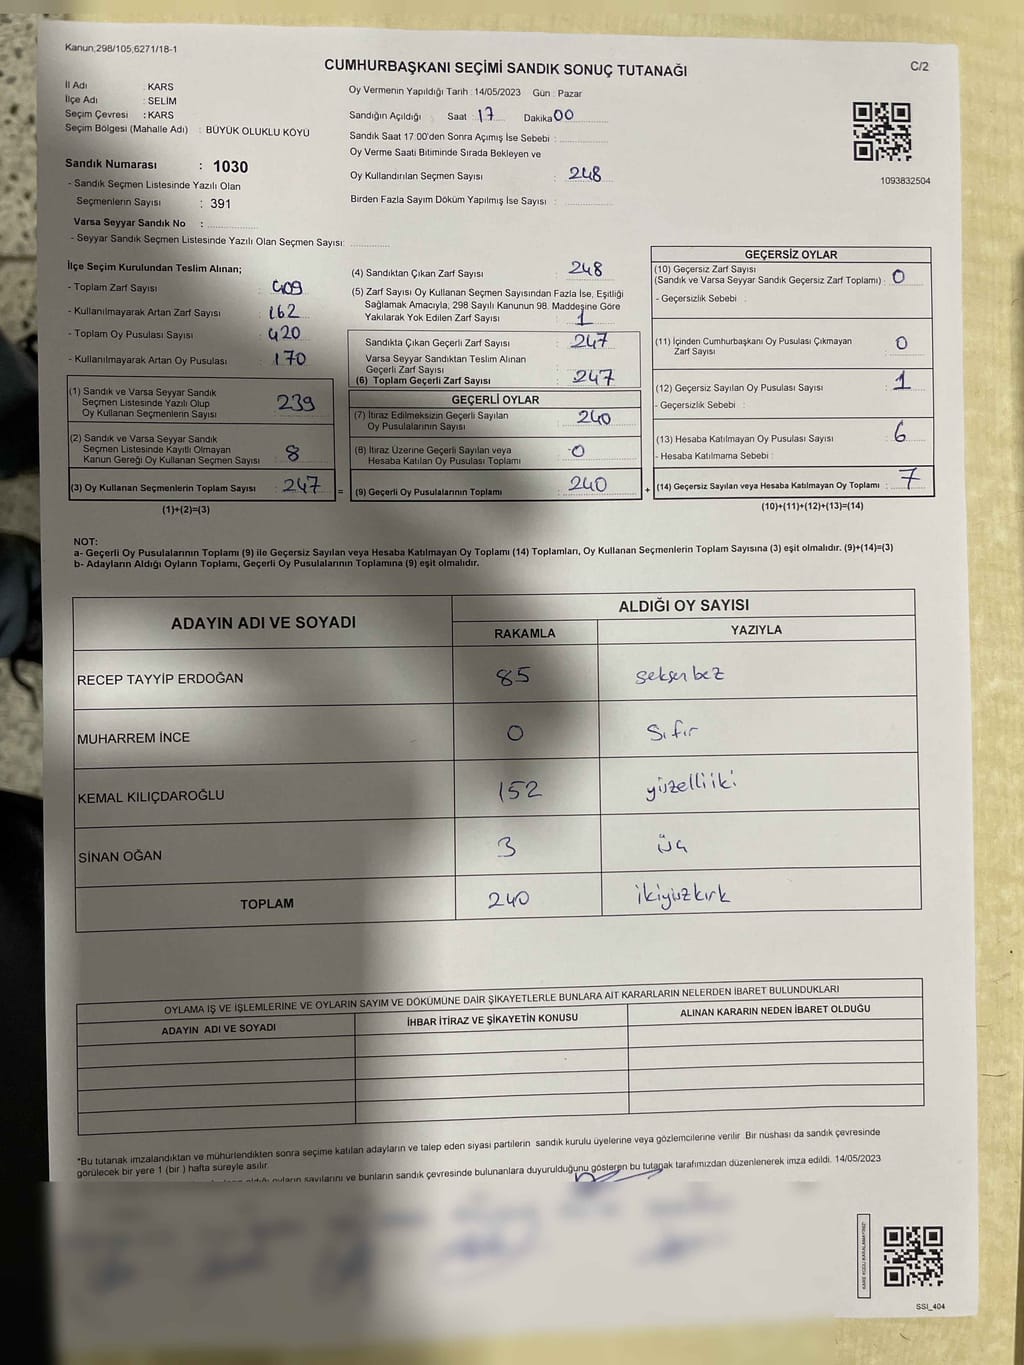 Kanun,298/105,6271/18-1
CUMHURBAŞKANI SEÇİMİ SANDIK SONUÇ TUTANAĞI
C/2
İl Adı : KARS
İlçe Adı : SELİM
Seçim Çevresi : KARS
Seçim Bölgesi (Mahalle Adı) : BÜYÜK OLUKLU KÖYÜ
Sandık Numarası : 1030
- Sandık Seçmen Listesinde Yazılı Olan
Seçmenlerin Sayısı : 391
Varsa Seyyar Sandık No :
- Seyyar Sandık Seçmen Listesinde Yazılı Olan Seçmen Sayısı:
Oy Vermenin Yapıldığı Tarih : 14/05/2023 Gün : Pazar
Sandığın Açıldığı Saat : 17 Dakika 00
Sandık Saat 17.00'den Sonra Açımış İse Sebebi :
Oy Verme Saati Bitiminde Sırada Bekleyen ve
Oy Kullandırılan Seçmen Sayısı : 248
Birden Fazla Sayım Döküm Yapılmış İse Sayısı :
1093832504
İlçe Seçim Kurulundan Teslim Alınan;
- Toplam Zarf Sayısı : 409
- Kullanılmayarak Artan Zarf Sayısı : 162
- Toplam Oy Pusulası Sayısı : 420
- Kullanılmayarak Artan Oy Pusulası : 170
(1) Sandık ve Varsa Seyyar Sandık
Seçmen Listesinde Yazılı Olup
Oy Kullanan Seçmenlerin Sayısı : 239
(2) Sandık ve Varsa Seyyar Sandık
Seçmen Listesinde Kayıtlı Olmayan
Kanun Gereği Oy Kullanan Seçmen Sayısı : 8
(3) Oy Kullanan Seçmenlerin Toplam Sayısı : 247 =
(1)+(2)=(3)
(4) Sandıktan Çıkan Zarf Sayısı : 248
(5) Zarf Sayısı Oy Kullanan Seçmen Sayısından Fazla İse, Eşitliği
Sağlamak Amacıyla, 298 Sayılı Kanunun 98. Maddesine Göre
Yakılarak Yok Edilen Zarf Sayısı : 1
Sandıkta Çıkan Geçerli Zarf Sayısı : 247
Varsa Seyyar Sandıktan Teslim Alınan
Geçerli Zarf Sayısı :
(6) Toplam Geçerli Zarf Sayısı : 247
GEÇERLİ OYLAR
(7) İtiraz Edilmeksizin Geçerli Sayılan
Oy Pusulalarının Sayısı : 240
(8) İtiraz Üzerine Geçerli Sayılan veya
Hesaba Katılan Oy Pusulası Toplamı : 0
(9) Geçerli Oy Pusulalarının Toplamı : 240 +
GEÇERSİZ OYLAR
(10) Geçersiz Zarf Sayısı
(Sandık ve Varsa Seyyar Sandık Geçersiz Zarf Toplamı) : 0
- Geçersizlik Sebebi :
(11) İçinden Cumhurbaşkanı Oy Pusulası Çıkmayan
Zarf Sayısı : 0
(12) Geçersiz Sayılan Oy Pusulası Sayısı : 1
- Geçersizlik Sebebi :
(13) Hesaba Katılmayan Oy Pusulası Sayısı : 6
- Hesaba Katılmama Sebebi :
(14) Geçersiz Sayılan veya Hesaba Katılmayan Oy Toplamı : 7
(10)+(11)+(12)+(13)=(14)
NOT:
a- Geçerli Oy Pusulalarının Toplamı (9) ile Geçersiz Sayılan veya Hesaba Katılmayan Oy Toplamı (14) Toplamları, Oy Kullanan Seçmenlerin Toplam Sayısına (3) eşit olmalıdır. (9)+(14)=(3)
b- Adayların Aldığı Oyların Toplamı, Geçerli Oy Pusulalarının Toplamına (9) eşit olmalıdır.
ADAYIN ADI VE SOYADI ALDIĞI OY SAYISI
RAKAMLA YAZIYLA
RECEP TAYYİP ERDOĞAN 85 seksenbeş
MUHARREM İNCE 0 Sıfır
KEMAL KILIÇDAROĞLU 152 yüzelliiki
SİNAN OĞAN 3 üç
TOPLAM 240 ikiyüzkırk
OYLAMA İŞ VE İŞLEMLERİNE VE OYLARIN SAYIM VE DÖKÜMÜNE DAİR ŞİKAYETLERLE BUNLARA AİT KARARLARIN NELERDEN İBARET BULUNDUKLARI
ADAYIN ADI VE SOYADI İHBAR İTİRAZ VE ŞİKAYETİN KONUSU ALINAN KARARIN NEDEN İBARET OLDUĞU
*Bu tutanak imzalandıktan ve mühürlendikten sonra seçime katılan adayların ve talep eden siyasi partilerin sandık kurulu üyelerine veya gözlemcilerine verilir. Bir nüshası da sandık çevresinde
görülecek bir yere 1 (bir ) hafta süreyle asılır.
aldığı oyların sayılarını ve bunların sandık çevresinde bulunanlara duyurulduğunu gösteren bu tutanak tarafımızdan düzenlenerek imza edildi. 14/05/2023
SSI_404